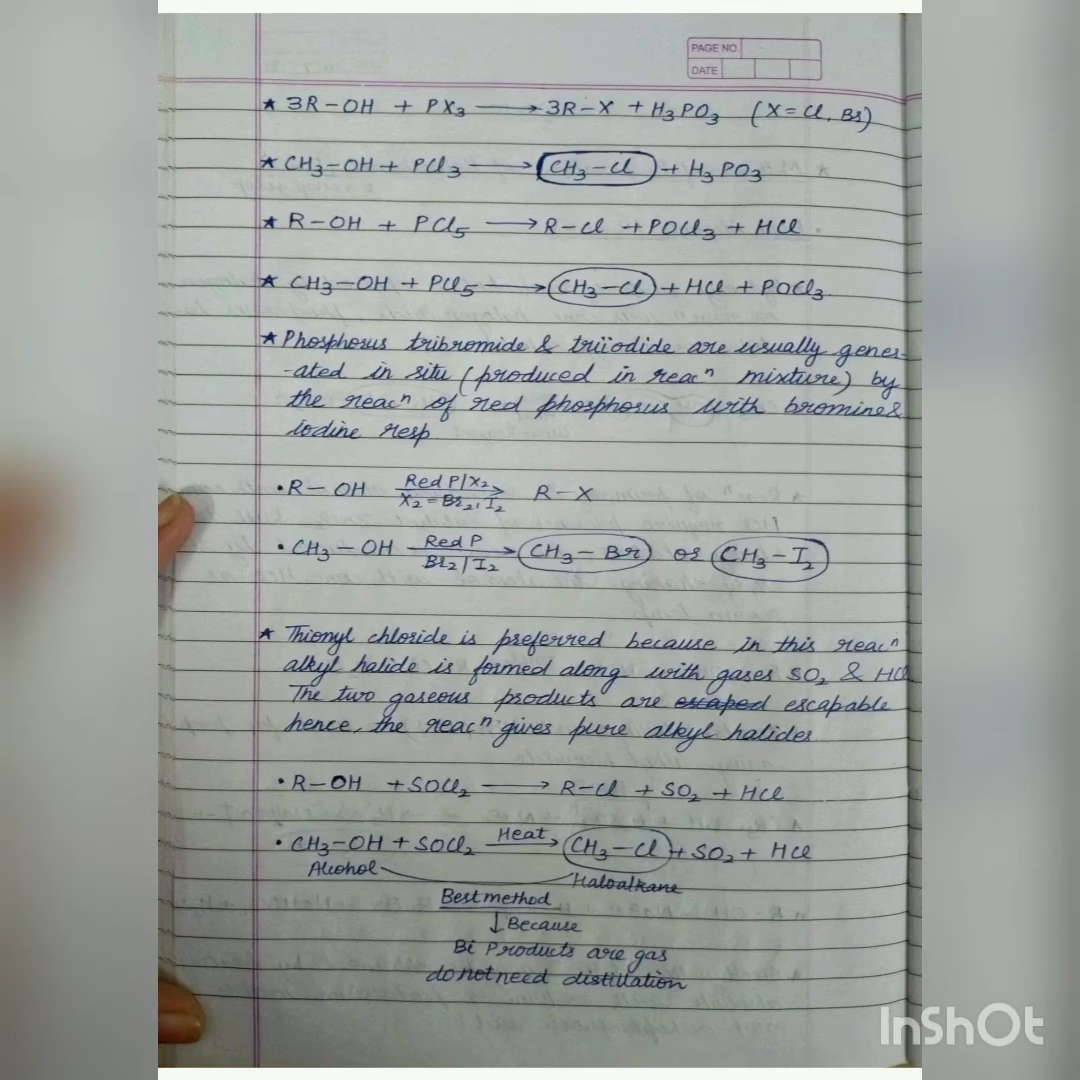 PAGE NO.
DATE
★ 3R-OH + PX₃ ⟶ 3R-X + H₃PO₃ (X = Cl, Br)
★ CH₃-OH + PCl₃ ⟶ CH₃-Cl + H₃PO₃
★ R-OH + PCl₅ ⟶ R-Cl + POCl₃ + HCl
★ CH₃-OH + PCl₅ ⟶ CH₃-Cl + HCl + POCl₃
★ Phosphorus tribromide & triiodide are usually gener-
-ated in situ (produced in reacⁿ mixture) by
the reacⁿ of red phosphorus with bromine &
iodine resp.
• R-OH Red P/X₂ ⟶ X₂ = Br₂, I₂ R-X
• CH₃-OH Red P ⟶ Br₂/I₂ CH₃-Br or CH₃-I₂
★ Thionyl chloride is preferred because in this reacⁿ
alkyl halide is formed along with gases SO₂ & HCl
The two gaseous products are escaped escapable
hence, the reacⁿ gives pure alkyl halides
• R-OH + SOCl₂ ⟶ R-Cl + SO₂ + HCl
• CH₃-OH + SOCl₂ Heat ⟶ CH₃-Cl + SO₂ + HCl
Alcohol Haloalkane
Best method
↓ Because
Bi Products are gas
do not need distillation
InShOt